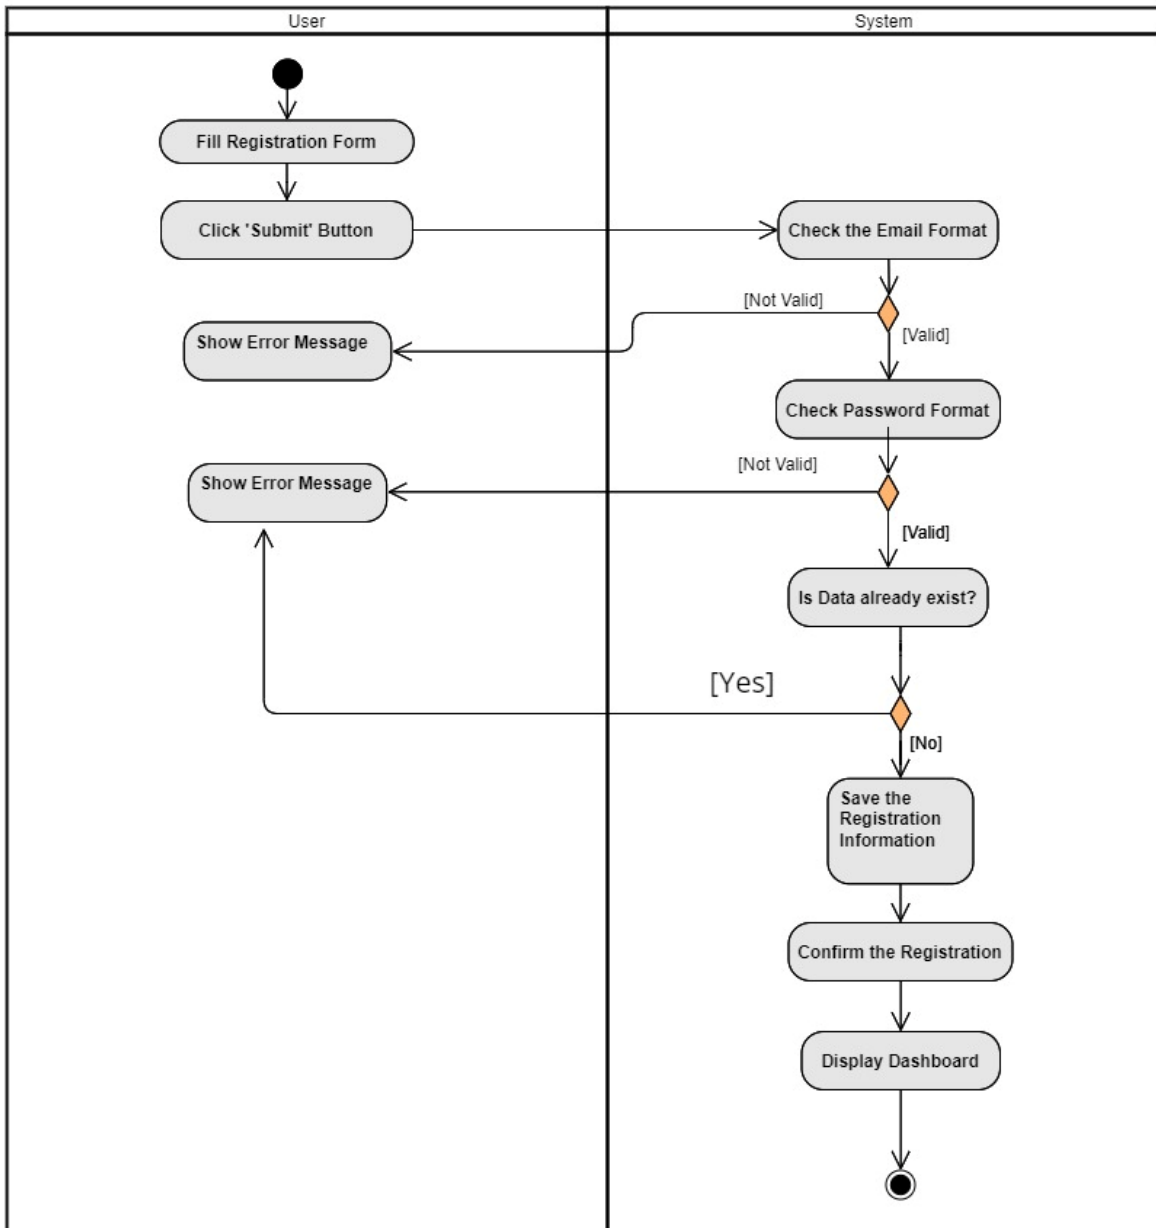 User
System
Fill Registration Form
Click 'Submit' Button
Check the Email Format
[Not Valid]
[Valid]
Show Error Message
Check Password Format
[Not Valid]
Show Error Message
[Valid]
Is Data already exist?
[Yes]
[No]
Save the
Registration
Information
Confirm the Registration
Display Dashboard